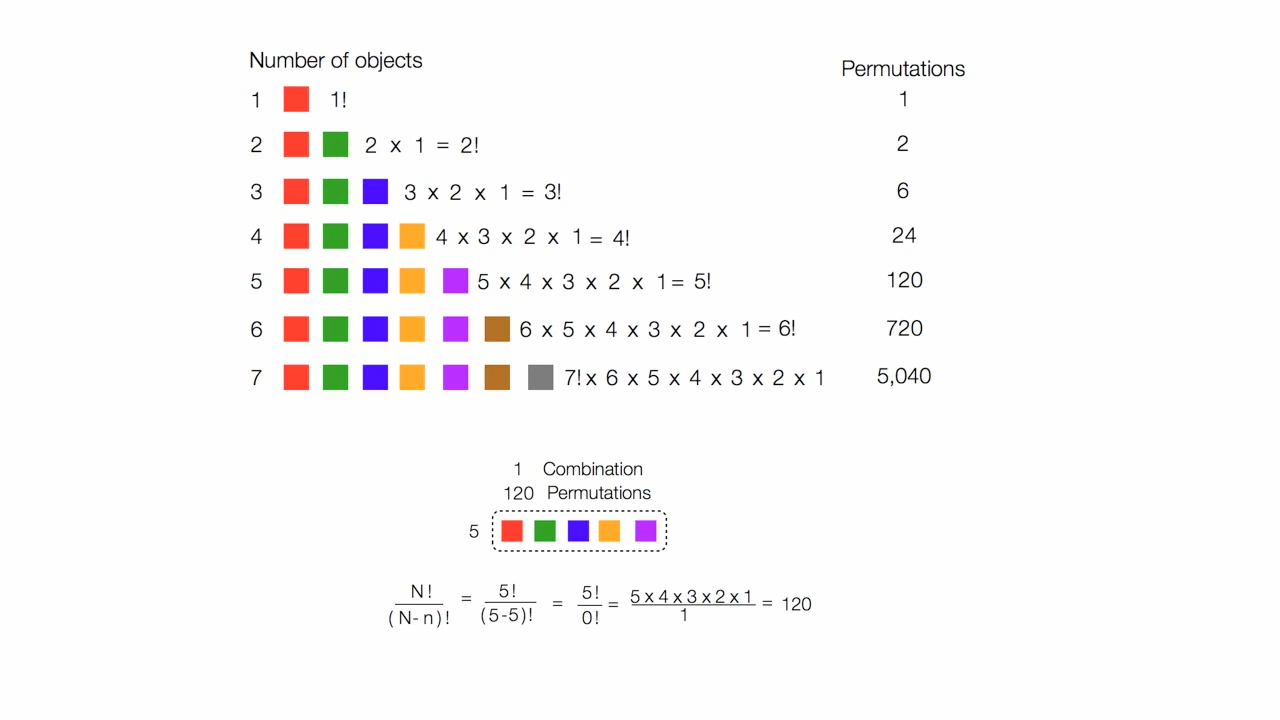 Number of objects Permutations
1 1! 1
2 2 x 1 = 2! 2
3 3 x 2 x 1 = 3! 6
4 4 x 3 x 2 x 1 = 4! 24
5 5 x 4 x 3 x 2 x 1 = 5! 120
6 6 x 5 x 4 x 3 x 2 x 1 = 6! 720
7 7! x 6 x 5 x 4 x 3 x 2 x 1 5,040
1 Combination
120 Permutations
5
N! / (N-n)! = 5! / (5-5)! = 5! / 0! = 5 x 4 x 3 x 2 x 1 / 1 = 120